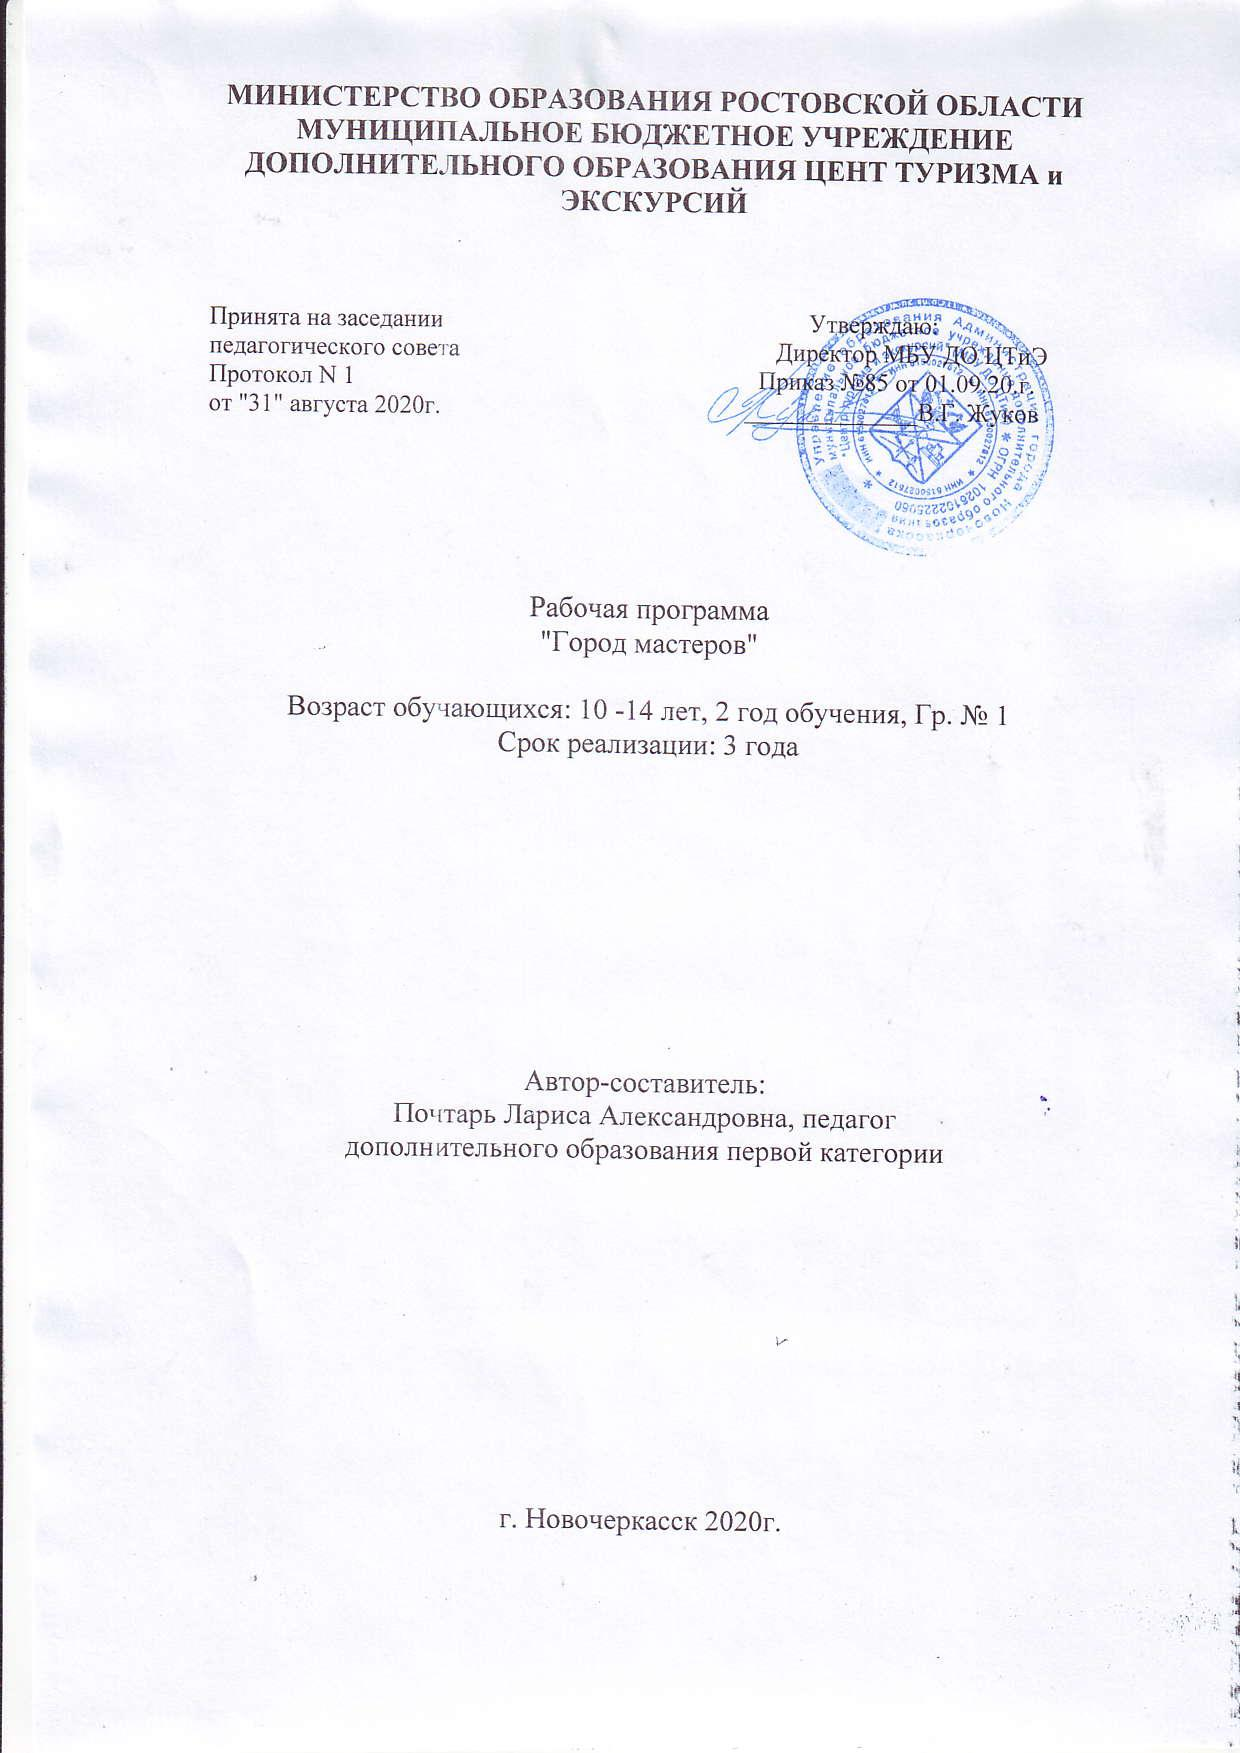 МИНИСТЕРСТВО ОБРАЗОВАНИЯ РОСТОВСКОЙ ОБЛАСТИ
МУНИЦИПАЛЬНОЕ БЮДЖЕТНОЕ УЧРЕЖДЕНИЕ
ДОПОЛНИТЕЛЬНОГО ОБРАЗОВАНИЯ ЦЕНТ ТУРИЗМА и
ЭКСКУРСИЙ
Принята на заседании
педагогического совета
Протокол N 1
от "31" августа 2020г.
Утверждаю:
Директор МБУ ДО ЦТиЭ
Приказ №85 от 01.09.20.г.
В.Г. Жуков
Рабочая программа
"Город мастеров"
Возраст обучающихся: 10 -14 лет, 2 год обучения, Гр. № 1
Срок реализации: 3 года
Автор-составитель:
Почтарь Лариса Александровна, педагог
дополнительного образования первой категории
г. Новочеркасск 2020г.